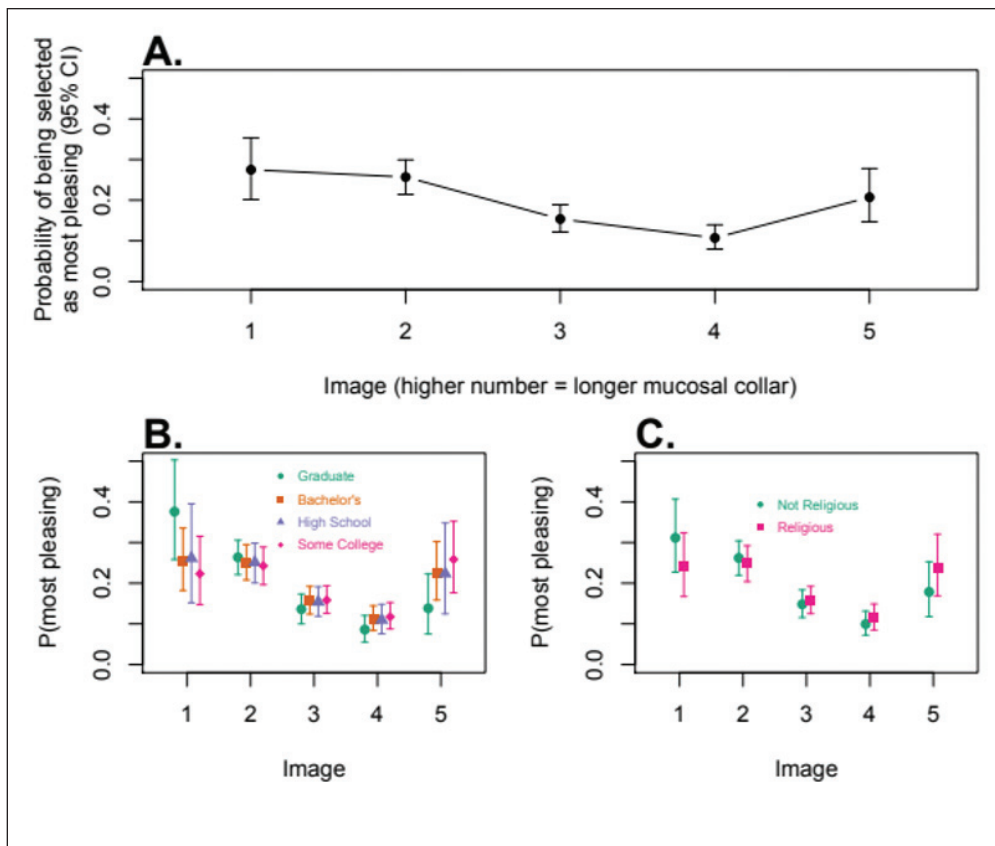 A.
Probability of being selected
as most pleasing (95% CI)
0.4
0.2
0.0
1 2 3 4 5
Image (higher number = longer mucosal collar)
B.
P(most pleasing)
0.4
0.2
0.0
Graduate
Bachelor's
High School
Some College
1 2 3 4 5
Image
C.
P(most pleasing)
0.4
0.2
0.0
Not Religious
Religious
1 2 3 4 5
Image